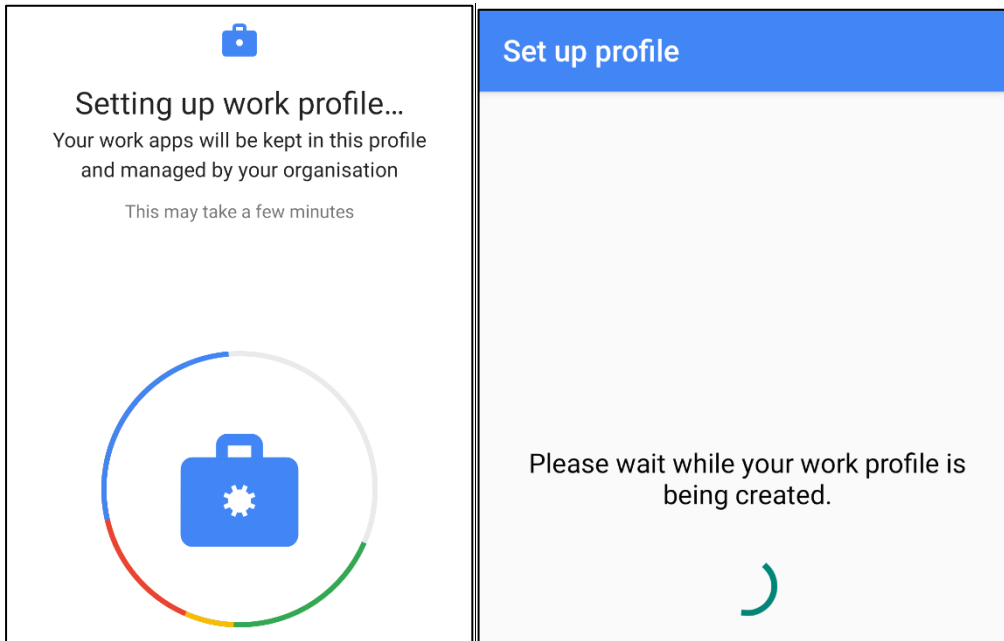 Setting up work profile...
Your work apps will be kept in this profile
and managed by your organisation
This may take a few minutes
Set up profile
Please wait while your work profile is
being created.